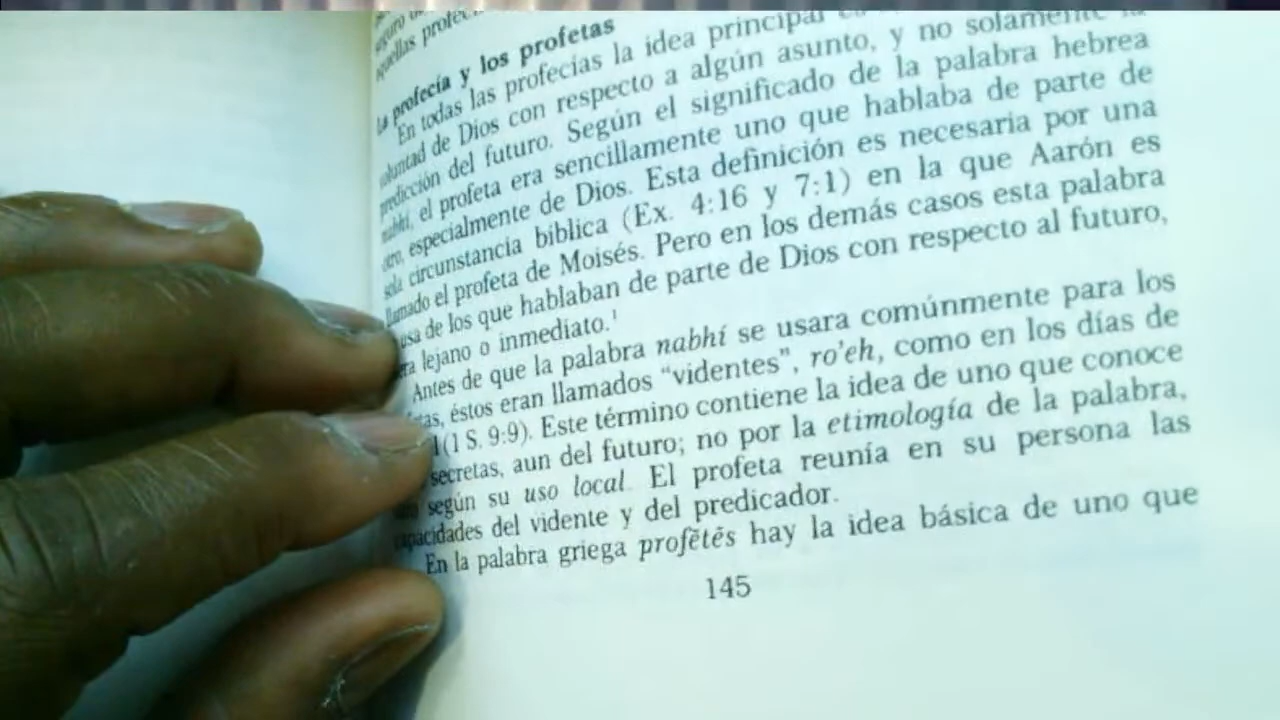 aquellas
La profecía y los profetas
En todas las profecías la idea principal
voluntad de Dios con respecto a algún asunto, y no solamente la
predicción del futuro. Según el significado de la palabra hebrea
nabhí, el profeta era sencillamente uno que hablaba de parte de
otro, especialmente de Dios. Esta definición es necesaria por una
sola circunstancia bíblica (Ex. 4:16 y 7:1) en la que Aarón es
llamado el profeta de Moisés. Pero en los demás casos esta palabra
usa de los que hablaban de parte de Dios con respecto al futuro,
lejano o inmediato.¹
Antes de que la palabra nabhí se usara comúnmente para los
éstos eran llamados "videntes", ro'eh, como en los días de
(1 S. 9:9). Este término contiene la idea de uno que conoce
secretas, aun del futuro; no por la etimología de la palabra,
según su uso local. El profeta reunía en su persona las
capacidades del vidente y del predicador.
En la palabra griega profētēs hay la idea básica de uno que
145